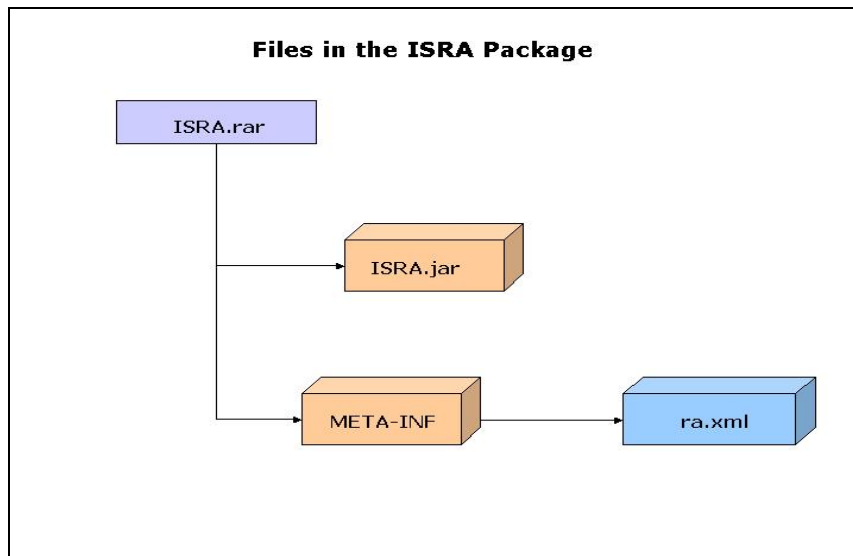 Files in the ISRA Package
ISRA.rar
ISRA.jar
META-INF
ra.xml